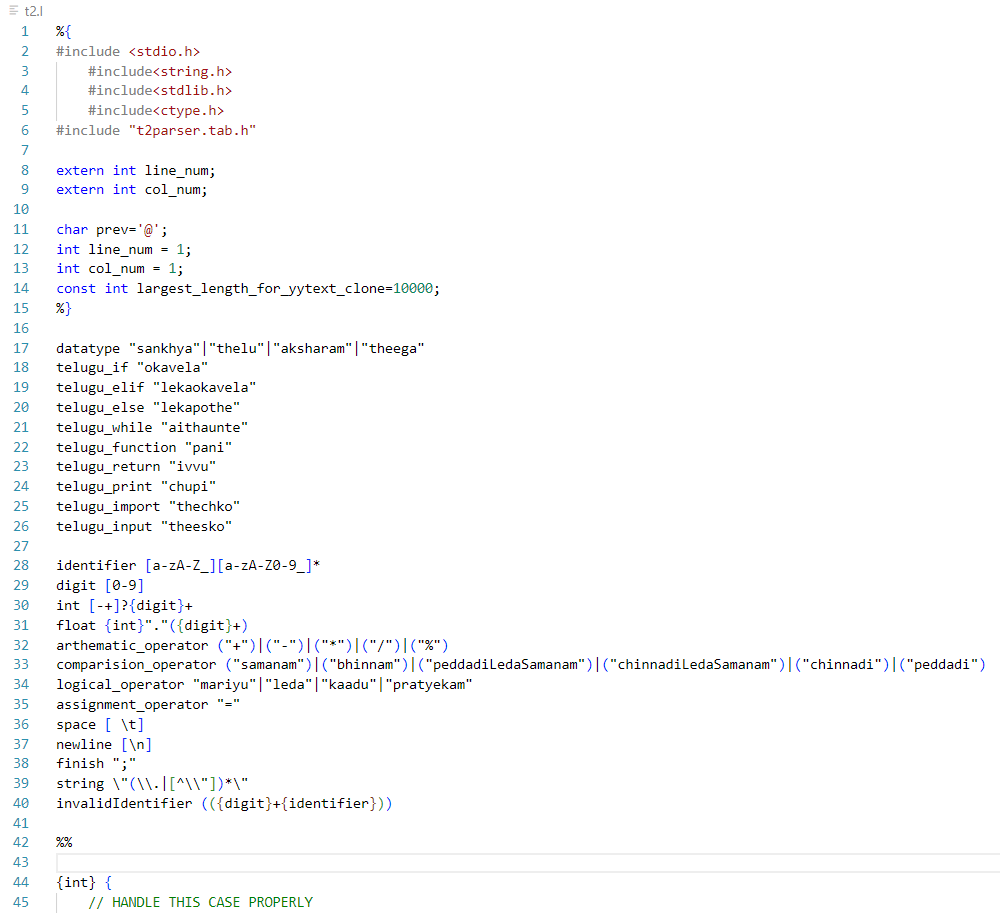 t2.l
1 %{
2 #include <stdio.h>
3     #include<string.h>
4     #include<stdlib.h>
5     #include<ctype.h>
6 #include "t2parser.tab.h"
7
8 extern int line_num;
9 extern int col_num;
10
11 char prev='@';
12 int line_num = 1;
13 int col_num = 1;
14 const int largest_length_for_yytext_clone=10000;
15 %}
16
17 datatype "sankhya"|"thelu"|"aksharam"|"theega"
18 telugu_if "okavela"
19 telugu_elif "lekaokavela"
20 telugu_else "lekapothe"
21 telugu_while "aithaunte"
22 telugu_function "pani"
23 telugu_return "ivvu"
24 telugu_print "chupi"
25 telugu_import "thechko"
26 telugu_input "theesko"
27
28 identifier [a-zA-Z_][a-zA-Z0-9_]*
29 digit [0-9]
30 int [-+]?{digit}+
31 float {int}"."({digit}+)
32 arthematic_operator ("+")|("-")|("*")|("/")|("%")
33 comparision_operator ("samanam")|("bhinnam")|("peddadiLedaSamanam")|("chinnadiLedaSamanam")|("chinnadi")|("peddadi")
34 logical_operator "mariyu"|"leda"|"kaadu"|"pratyekam"
35 assignment_operator "="
36 space [ \t]
37 newline [\n]
38 finish ";"
39 string \"(\\.|[^\\"])*\"
40 invalidIdentifier (({digit}+{identifier}))
41
42 %%
43
44 {int} {
45     // HANDLE THIS CASE PROPERLY